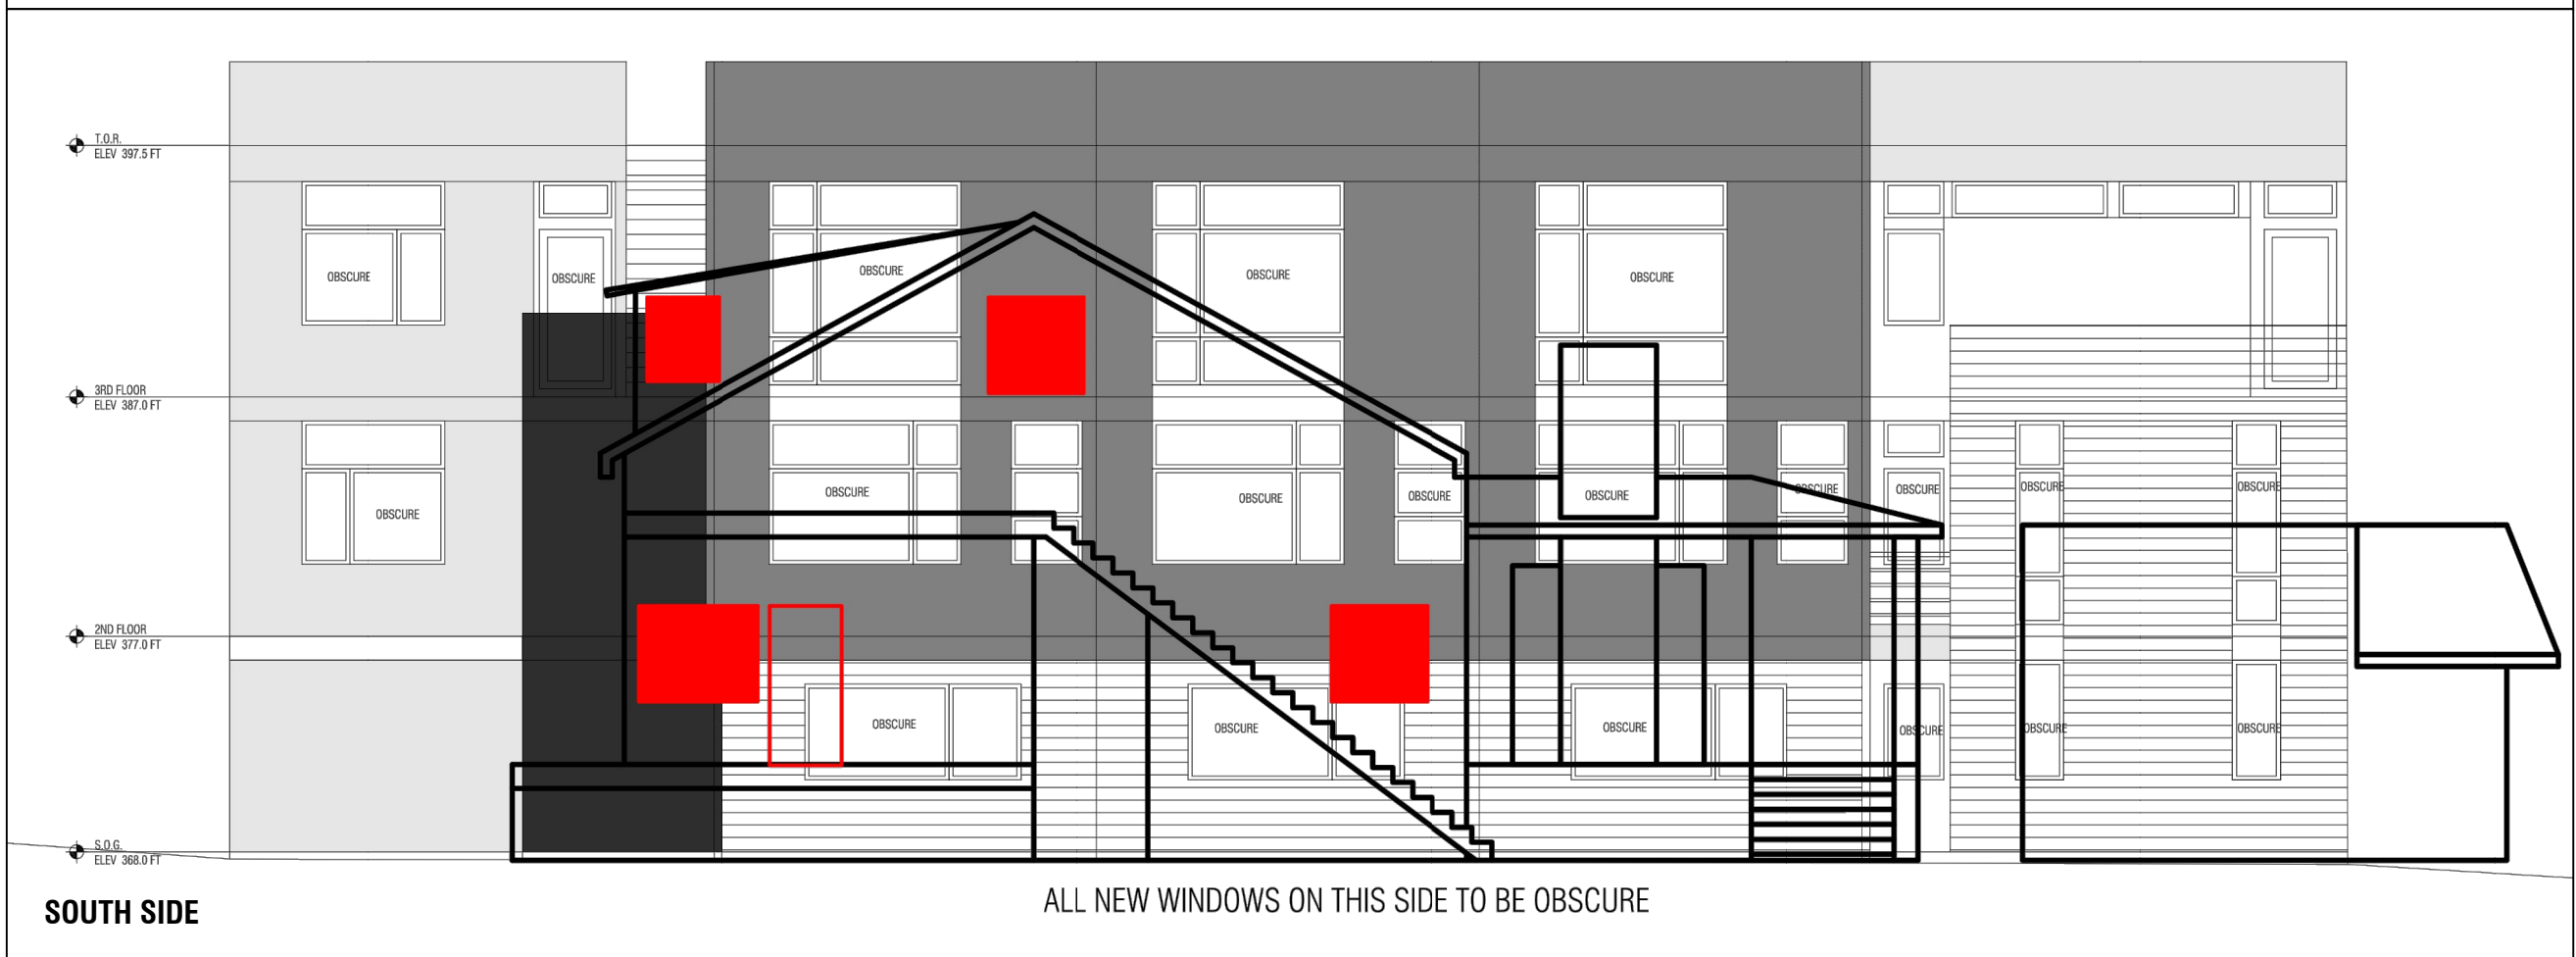 T.O.R.
ELEV 397.5 FT
OBSCURE
OBSCURE
OBSCURE
OBSCURE
OBSCURE
3RD FLOOR
ELEV 387.0 FT
OBSCURE
OBSCURE
OBSCURE
OBSCURE
OBSCURE
OBSCURE
OBSCURE
OBSCURE
OBSCURE
2ND FLOOR
ELEV 377.0 FT
OBSCURE
OBSCURE
OBSCURE
OBSCURE
OBSCURE
OBSCURE
S.O.G.
ELEV 368.0 FT
SOUTH SIDE
ALL NEW WINDOWS ON THIS SIDE TO BE OBSCURE